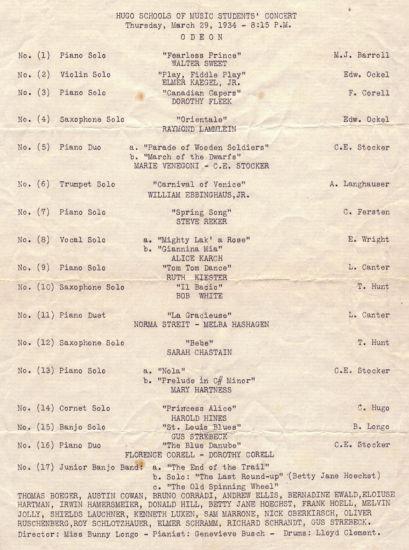 HUGO SCHOOLS OF MUSIC STUDENTS' CONCERT
Thursday, March 29, 1934 - 8:15 P.M.
O D E O N
No. (1) Piano Solo "Fearless Prince" M.J. Barrell
WALTER SWEET
No. (2) Violin Solo "Play, Fiddle Play" Edw. Ockel
ELMER KAEGEL, JR.
No. (3) Piano Solo "Canadian Capers" F. Corell
DOROTHY FLEEK
No. (4) Saxophone Solo "Orientale" Edw. Ockel
RAYMOND LAMMLEIN
No. (5) Piano Duo a. "Parade of Wooden Soldiers" C.E. Stocker
b. "March of the Dwarfs"
MARIE VENEGONI - C.E. STOCKER
No. (6) Trumpet Solo "Carnival of Venice" A. Langhauser
WILLIAM EBBINGHAUS,JR.
No. (7) Piano Solo "Spring Song" C. Fersten
STEVE REKER
No. (8) Vocal Solo a. "Mighty Lak' a Rose" E. Wright
b. "Giannina Mia"
ALICE KARCH
No. (9) Piano Solo "Tom Tom Dance" L. Canter
RUTH KIESTER
No. (10) Saxophone Solo "Il Bacio" T. Hunt
BOB WHITE
No. (11) Piano Duet "La Gracieuse" L. Canter
NORMA STREIT - MELBA HASHAGEN
No. (12) Saxophone Solo "Bebe" T. Hunt
SARAH CHASTAIN
No. (13) Piano Solo a. "Nola" C.E. Stocker
b. "Prelude in C# Minor"
MARY HARTNESS
No. (14) Cornet Solo "Princess Alice" C. Hugo
HAROLD HINES
No. (15) Banjo Solo "St. Louis Blues" B. Longo
GUS STREBECK
No. (16) Piano Duo "The Blue Danube" C.E. Stocker
FLORENCE CORELL - DOROTHY CORELL
No. (17) Junior Banjo Band: a. "The End of the Trail"
b. Solo: "The Last Round-up" (Betty Jane Hoechst)
c. "The Old Spinning Wheel"
THOMAS BOEGER, AUSTIN COWAN, BRUNO CORRADI, ANDREW ELLIS, BERNADINE EWALD,ELOIUSE
HARTMAN, IRWIN HAMERSMEIER, DONALD HILL, BETTY JANE HOECHST, FRANK HOELL, MELVIN
JOLLY, SHIELDS LAUCHNER, KENNETH LUKEN, SAM MARRONE, NICK OBERKIRSCH, OLIVER
RUSCHENBERG,ROY SCHLOTZHAUER, ELMER SCHRAMM, RICHARD SCHRANDT, GUS STREBECK.
Director: Miss Bunny Longo - Pianist: Genevieve Busch - Drums: Lloyd Clement.